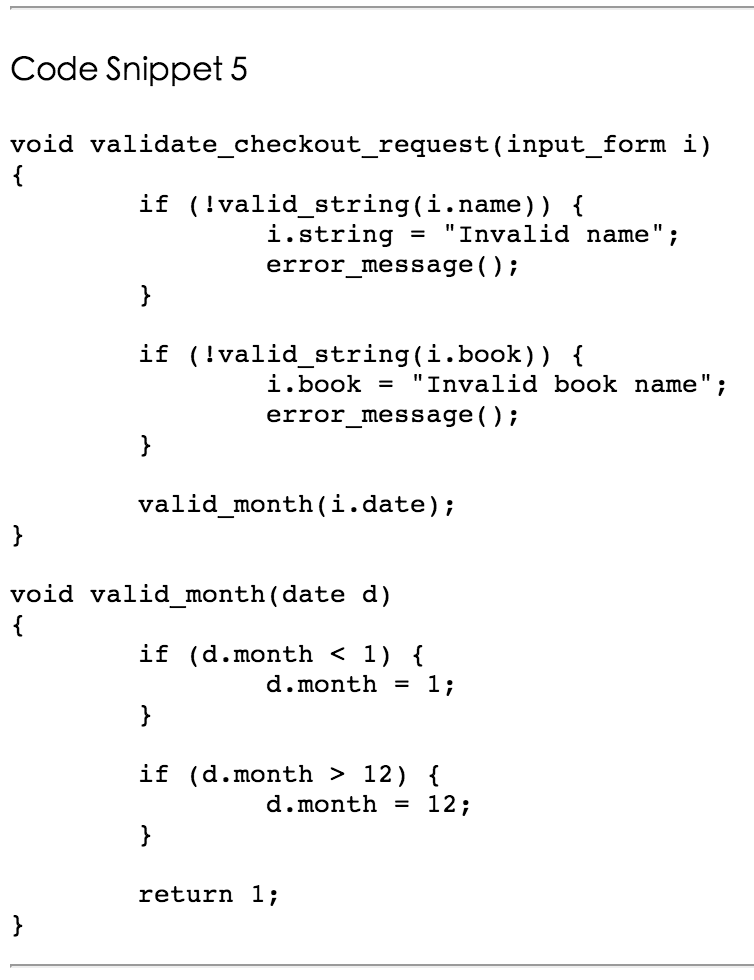 Code Snippet 5
void validate_checkout_request(input_form i)
{
        if (!valid_string(i.name)) {
                i.string = "Invalid name";
                error_message();
        }

        if (!valid_string(i.book)) {
                i.book = "Invalid book name";
                error_message();
        }

        valid_month(i.date);
}

void valid_month(date d)
{
        if (d.month < 1) {
                d.month = 1;
        }

        if (d.month > 12) {
                d.month = 12;
        }

        return 1;
}